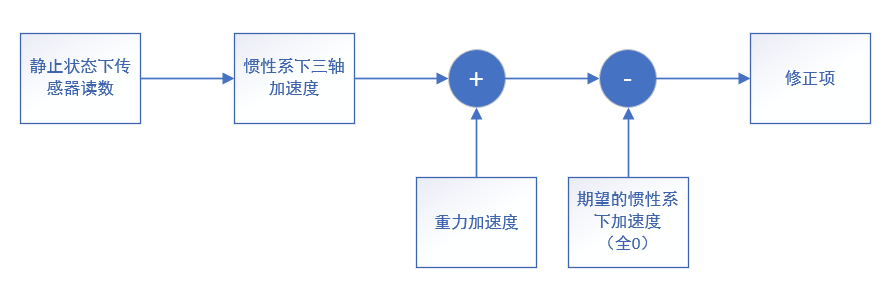 静止状态下传
感器读数
惯性系下三轴
加速度
+
-
修正项
重力加速度
期望的惯性系
下加速度
（全0）